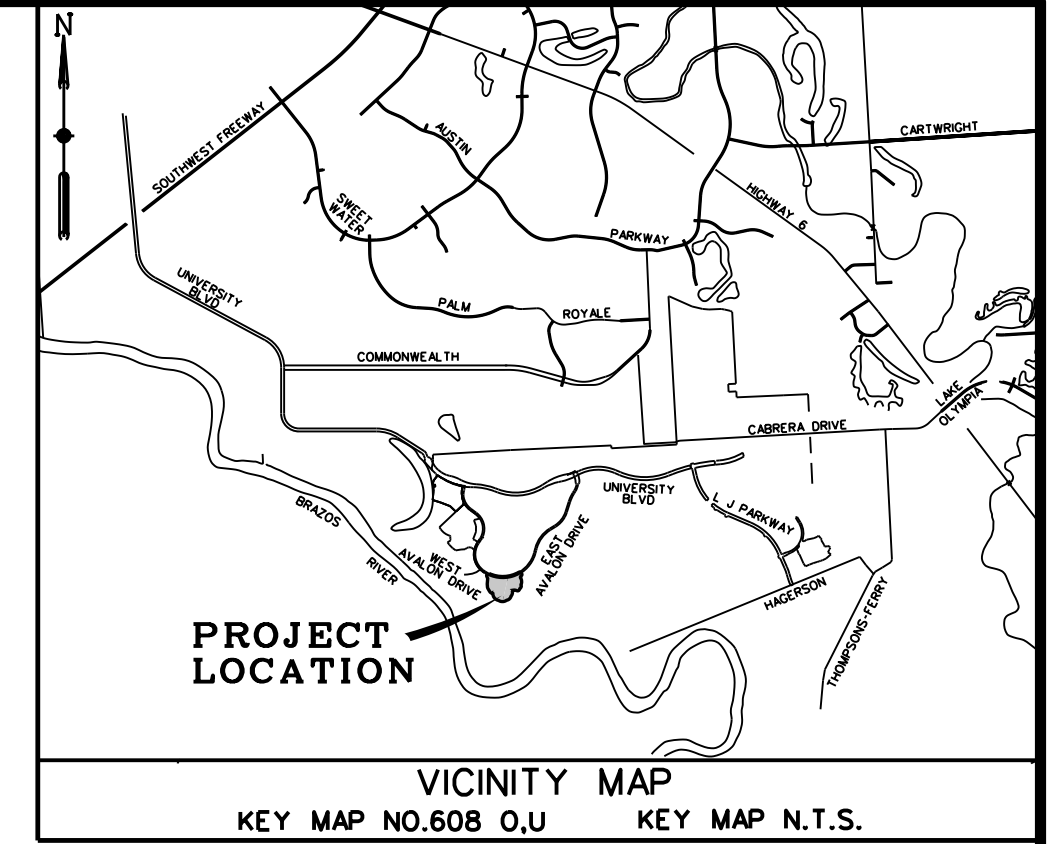 N
SOUTHWEST FREEWAY
AUSTIN
CARTWRIGHT
SWEET
WATER
HIGHWAY 6
PARKWAY
UNIVERSITY
BLVD
PALM
ROYALE
COMMONWEALTH
LAKE
OLYMPIA
CABRERA DRIVE
UNIVERSITY
BLVD
BRAZOS
RIVER
L J PARKWAY
WEST
AVALON DRIVE
EAST
AVALON DRIVE
HAGERSON
THOMPSONS-FERRY
PROJECT
LOCATION
VICINITY MAP
KEY MAP NO.608 O,U KEY MAP N.T.S.